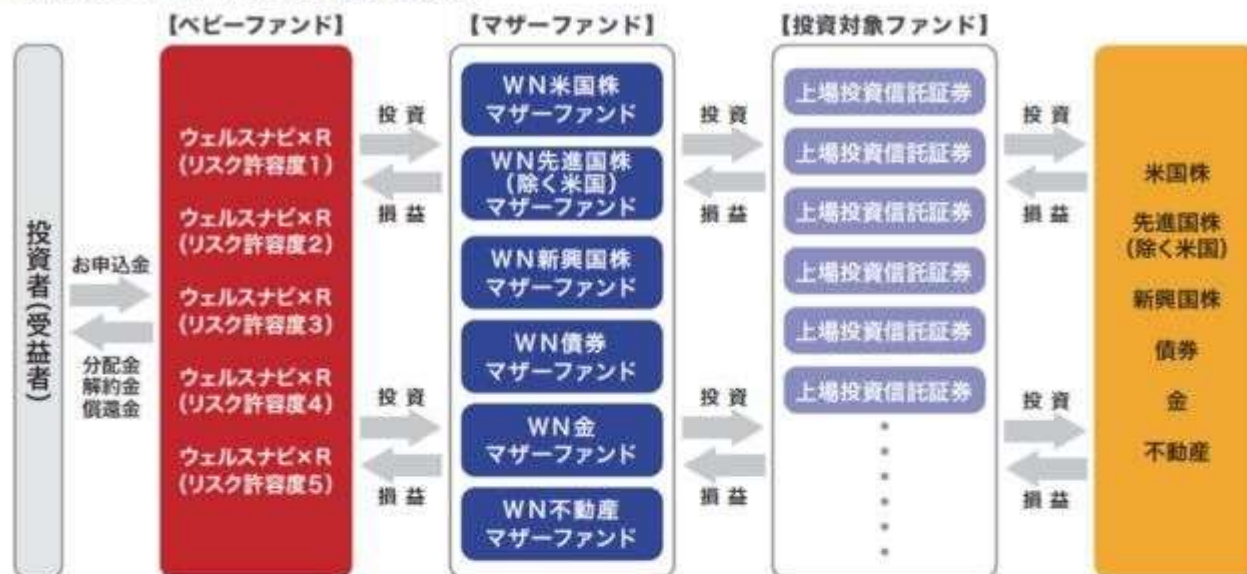 【ベビーファンド】
【マザーファンド】
【投資対象ファンド】
投資者(受益者)
お申込金
分配金
解約金
償還金
ウェルスナビ×R
(リスク許容度1)
ウェルスナビ×R
(リスク許容度2)
ウェルスナビ×R
(リスク許容度3)
ウェルスナビ×R
(リスク許容度4)
ウェルスナビ×R
(リスク許容度5)
投資
損益
投資
損益
WN米国株
マザーファンド
WN先進国株
(除く米国)
マザーファンド
WN新興国株
マザーファンド
WN債券
マザーファンド
WN金
マザーファンド
WN不動産
マザーファンド
投資
損益
投資
損益
上場投資信託証券
上場投資信託証券
上場投資信託証券
上場投資信託証券
上場投資信託証券
上場投資信託証券
投資
損益
投資
損益
米国株
先進国株
(除く米国)
新興国株
債券
金
不動産